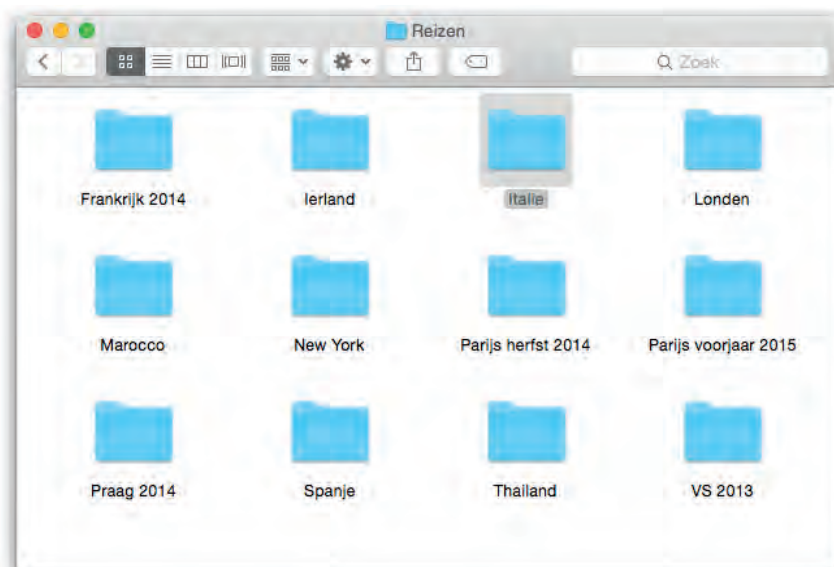 Reizen
Zoek
Frankrijk 2014 Ierland Italie Londen
Marocco New York Parijs herfst 2014 Parijs voorjaar 2015
Praag 2014 Spanje Thailand VS 2013